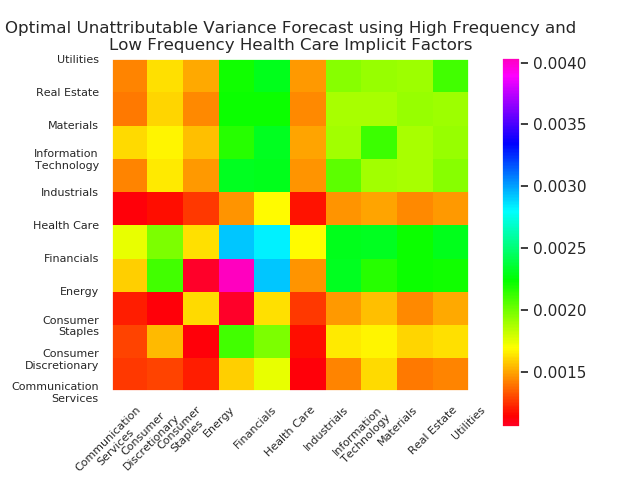 Optimal Unattributable Variance Forecast using High Frequency and
Low Frequency Health Care Implicit Factors
Utilities
Real Estate
Materials
Information
Technology
Industrials
Health Care
Financials
Energy
Consumer
Staples
Consumer
Discretionary
Communication
Services
Communication
Services
Consumer
Discretionary
Consumer
Staples
Energy
Financials
Health Care
Industrials
Information
Technology
Materials
Real Estate
Utilities
0.0040
0.0035
0.0030
0.0025
0.0020
0.0015